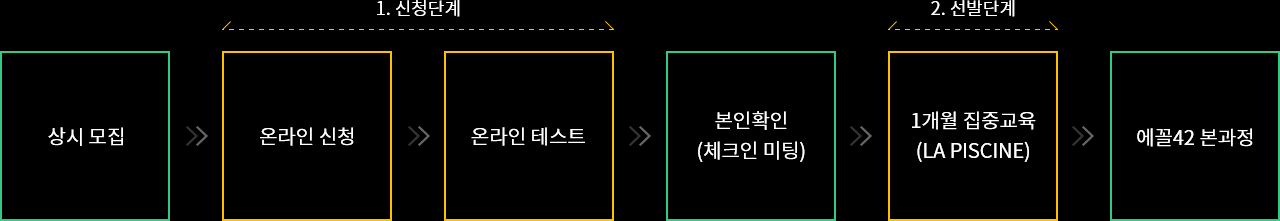 1. 신청단계
2. 선발단계
상시 모집
온라인 신청
온라인 테스트
본인확인
(체크인 미팅)
1개월 집중교육
(LA PISCINE)
에꼴42 본과정